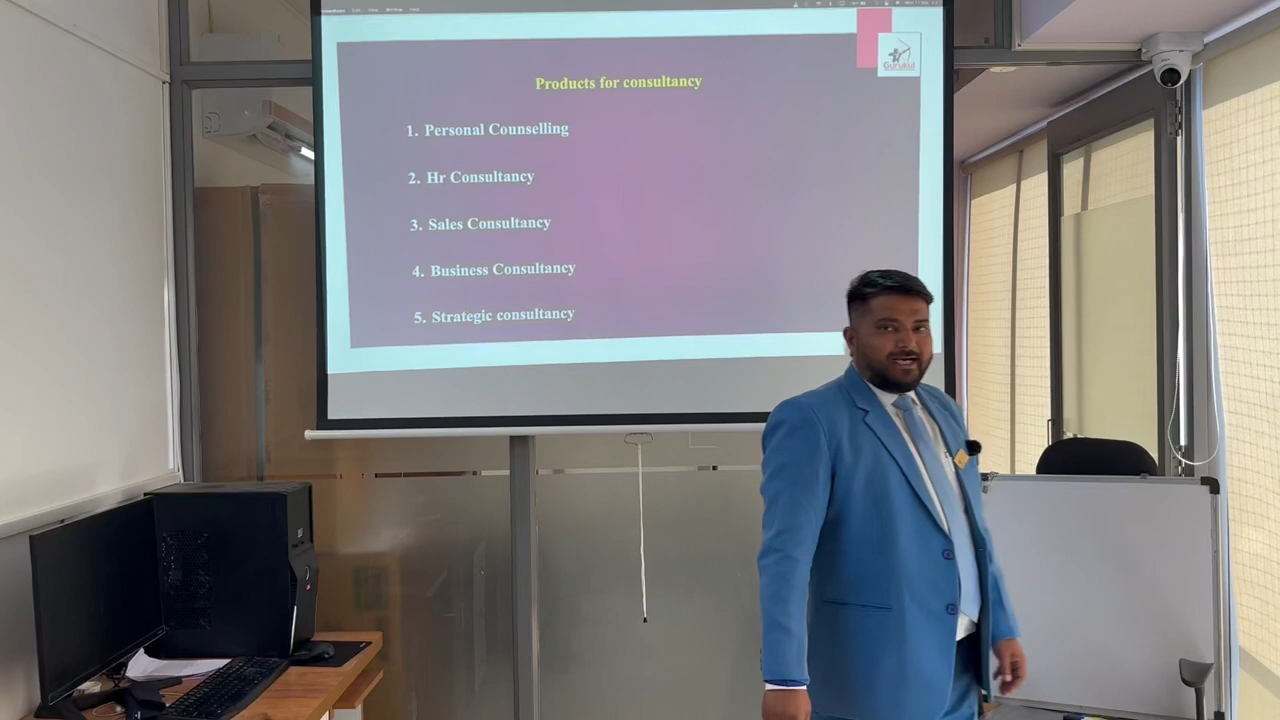 Gurukul
Products for consultancy
1. Personal Counselling
2. Hr Consultancy
3. Sales Consultancy
4. Business Consultancy
5. Strategic consultancy